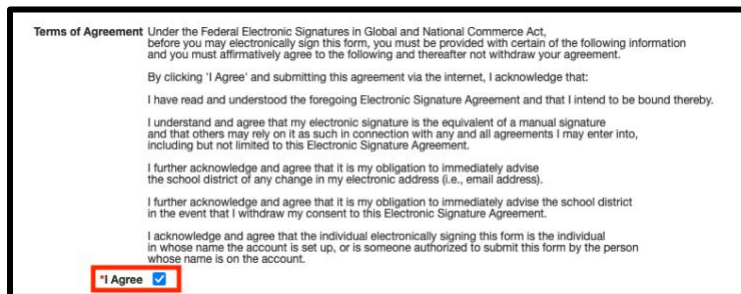 Terms of Agreement Under the Federal Electronic Signatures in Global and National Commerce Act,
before you may electronically sign this form, you must be provided with certain of the following information
and you must affirmatively agree to the following and thereafter not withdraw your agreement.
By clicking 'I Agree' and submitting this agreement via the internet, I acknowledge that:
I have read and understood the foregoing Electronic Signature Agreement and that I intend to be bound thereby.
I understand and agree that my electronic signature is the equivalent of a manual signature
and that others may rely on it as such in connection with any and all agreements I may enter into,
including but not limited to this Electronic Signature Agreement.
I further acknowledge and agree that it is my obligation to immediately advise
the school district of any change in my electronic address (i.e., email address).
I further acknowledge and agree that it is my obligation to immediately advise the school district
in the event that I withdraw my consent to this Electronic Signature Agreement.
I acknowledge and agree that the individual electronically signing this form is the individual
in whose name the account is set up, or is someone authorized to submit this form by the person
whose name is on the account.
*I Agree